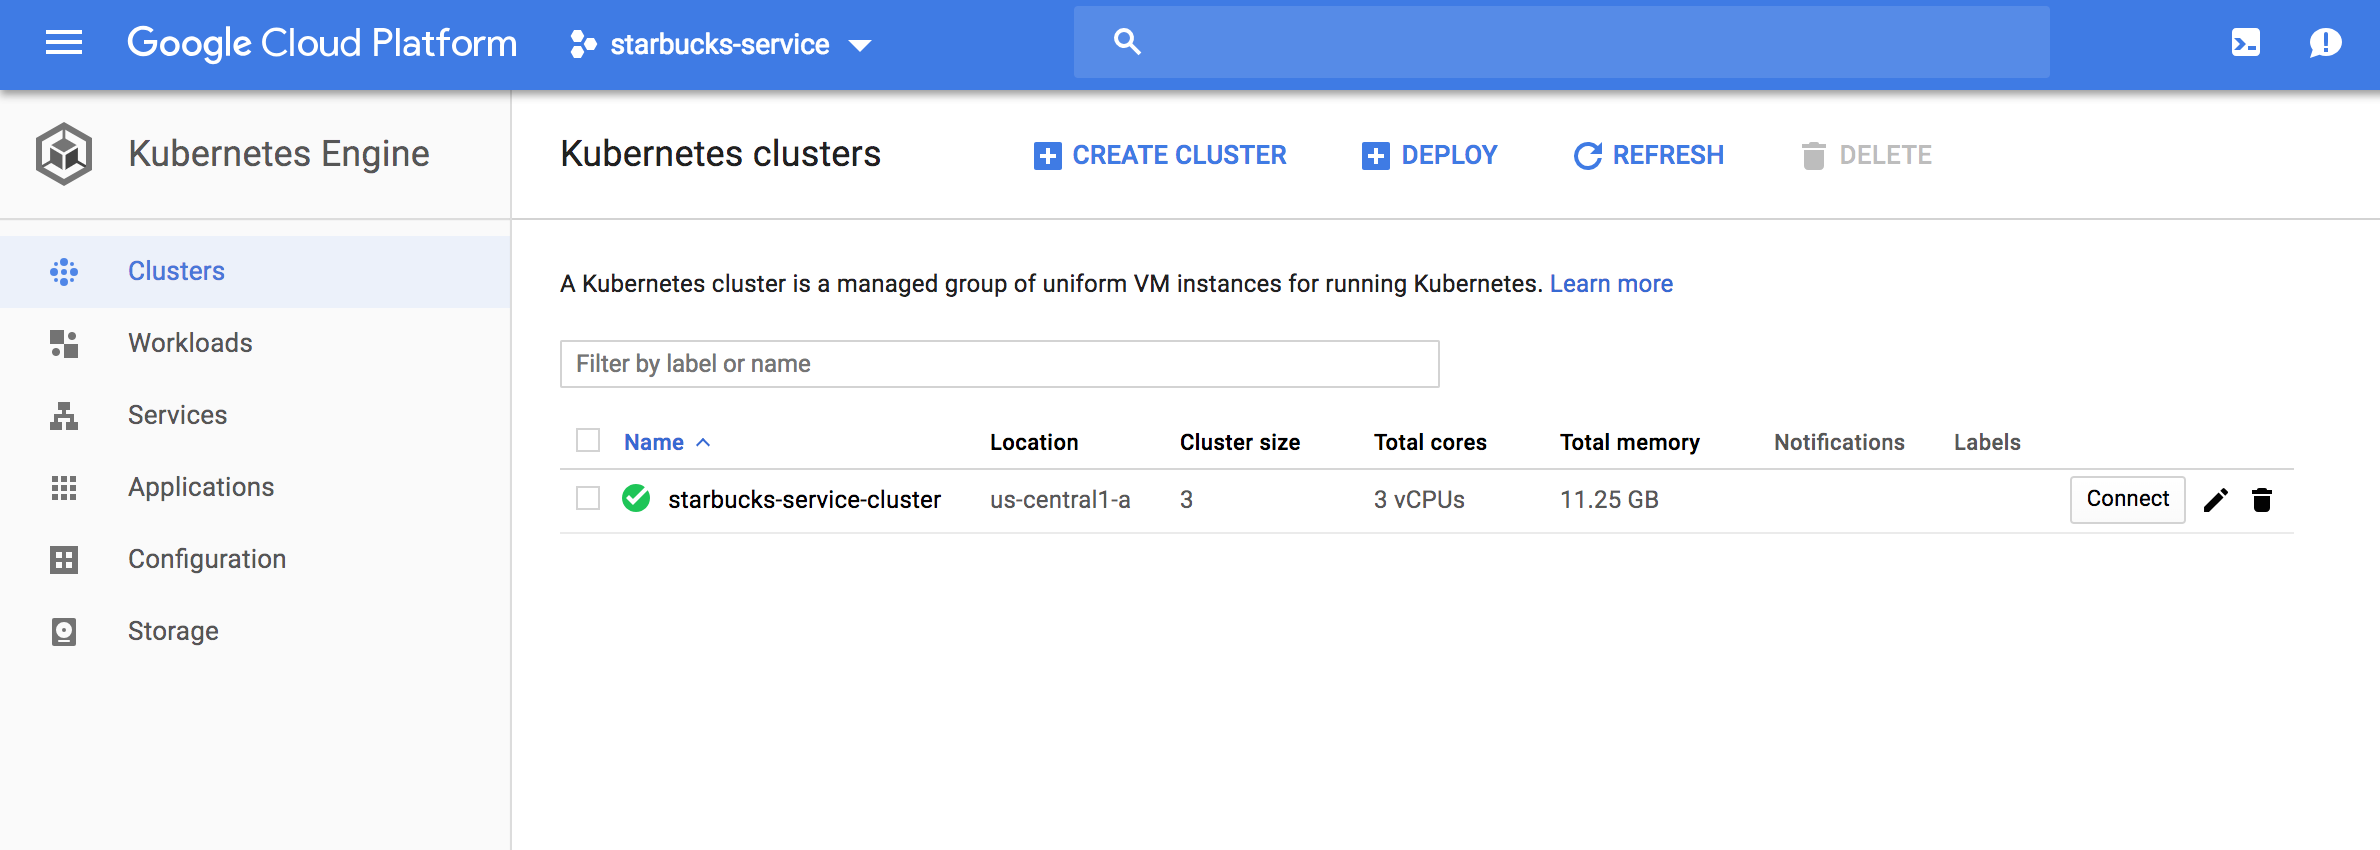 Google Cloud Platform
starbucks-service
Kubernetes Engine
Clusters
Workloads
Services
Applications
Configuration
Storage
Kubernetes clusters
CREATE CLUSTER
DEPLOY
REFRESH
DELETE
A Kubernetes cluster is a managed group of uniform VM instances for running Kubernetes. Learn more
Filter by label or name
Name Location Cluster size Total cores Total memory Notifications Labels
starbucks-service-cluster us-central1-a 3 3 vCPUs 11.25 GB Connect